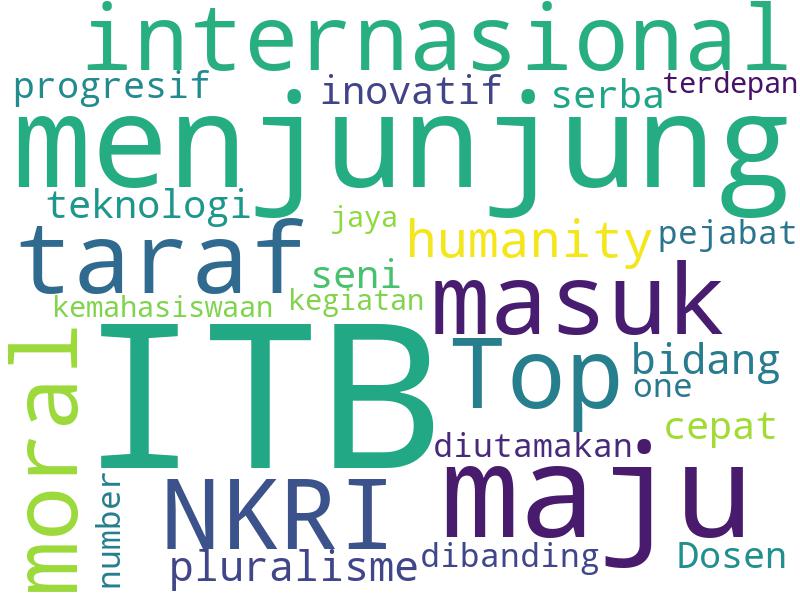 internasional
progresif
inovatif
serba
terdepan
menjunjung
teknologi
jaya
humanity
pejabat
taraf
seni
masuk
kemahasiswaan
kegiatan
ITB
Top
bidang
one
moral
cepat
diutamakan
maju
number
NKRI
pluralisme
dibanding
Dosen